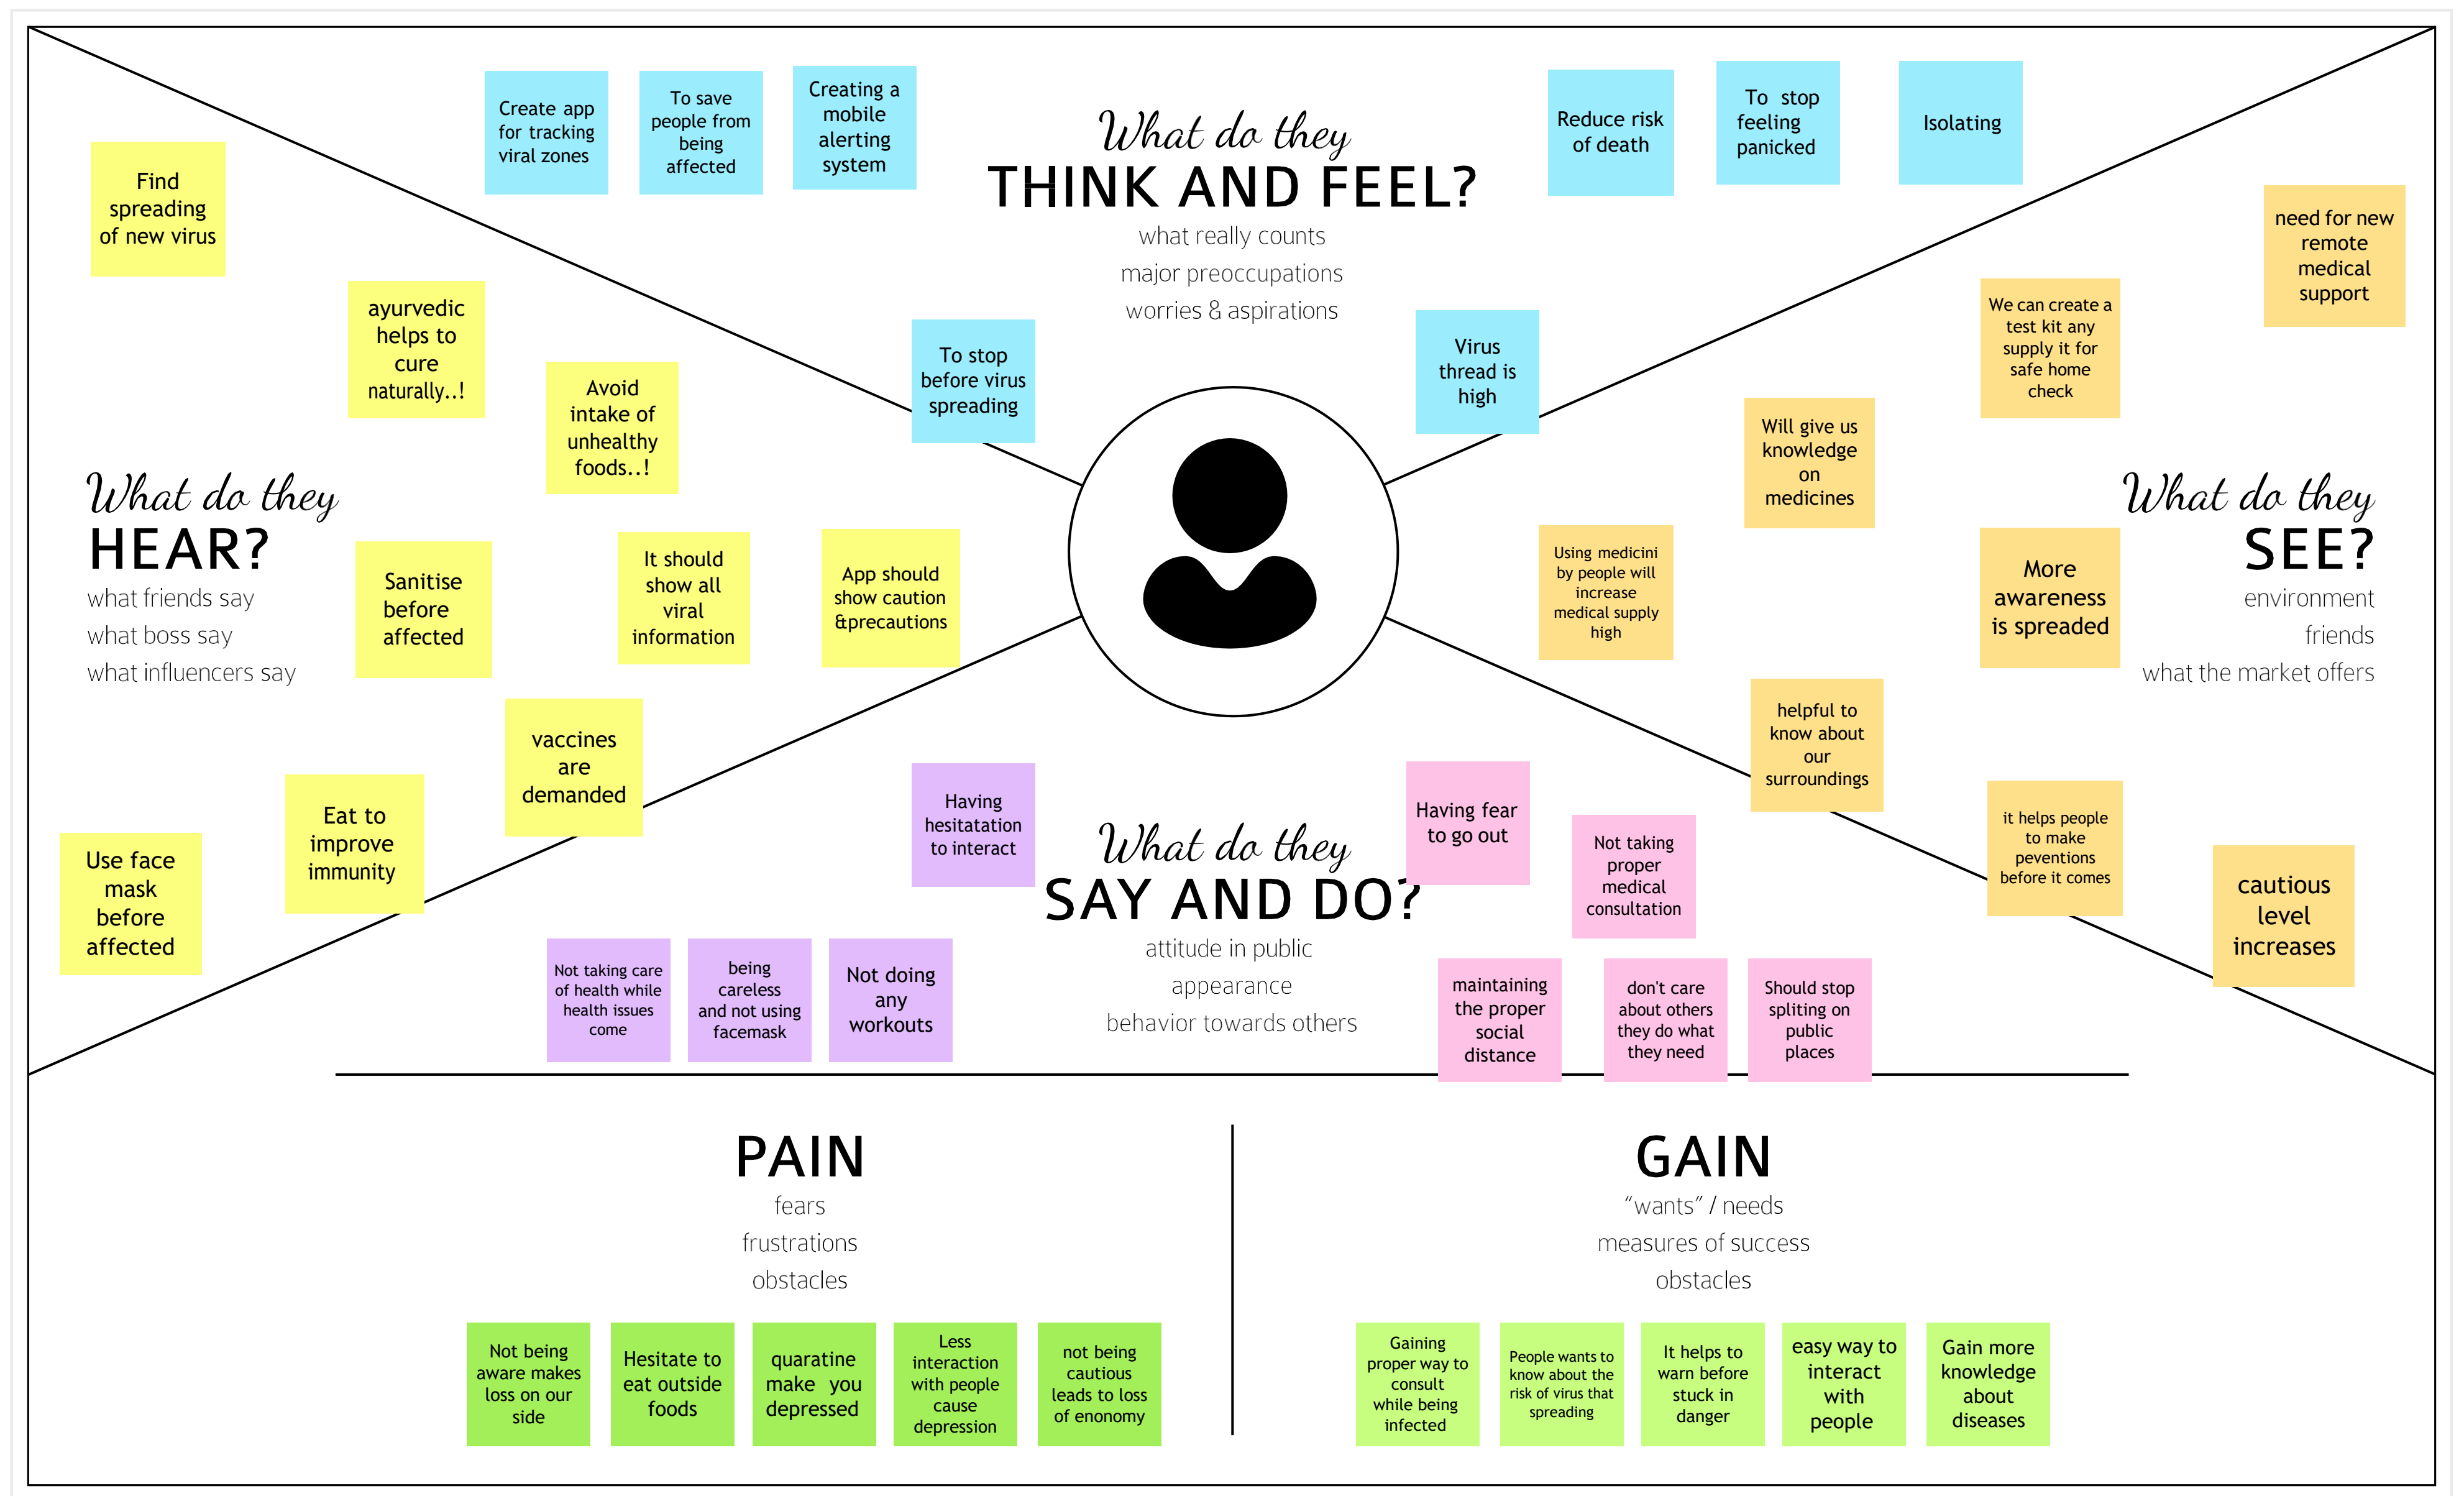 Create app
for tracking
viral zones
To save
people from
being
affected
Creating a
mobile
alerting
system
What do they
THINK AND FEEL?
what really counts
major preoccupations
worries & aspirations
Reduce risk
of death
To stop
feeling
panicked
Isolating
To stop
before virus
spreading
Virus
thread is
high
Find
spreading
of new virus
ayurvedic
helps to
cure
naturally..!
Avoid
intake of
unhealthy
foods..!
What do they
HEAR?
what friends say
what boss say
what influencers say
Sanitise
before
affected
It should
show all
viral
information
App should
show caution
&precautions
vaccines
are
demanded
Eat to
improve
immunity
Use face
mask before
affected
need for new
remote
medical
support
We can create a
test kit any
supply it for
safe home
check
Will give us
knowledge
on
medicines
What do they
SEE?
environment
friends
what the market offers
Using medicini
by people will
increase
medical supply
high
More
awareness
is spreaded
helpful to
know about
our
surroundings
it helps people
to make
peventions
before it comes
cautious
level
increases
Having
hesitatation
to interact
What do they
SAY AND DO?
attitude in public
appearance
behavior towards others
Having fear
to go out
Not taking
proper
medical
consultation
Not taking care
of health while
health issues
come
being
careless
and not using
facemask
Not doing
any
workouts
maintaining
the proper
social
distance
don't care
about others
they do what
they need
Should stop
spliting on
public
places
PAIN
fears
frustrations
obstacles
Not being
aware makes
loss on our
side
Hesitate to
eat outside
foods
quaratine
make you
depressed
Less
interaction
with people
cause
depression
not being
cautious
leads to loss
of enonomy
GAIN
“wants” / needs
measures of success
obstacles
Gaining
proper way to
consult
while being
infected
People wants to
know about the
risk of virus that
spreading
It helps to
warn before
stuck in
danger
easy way to
interact
with
people
Gain more
knowledge
about
diseases